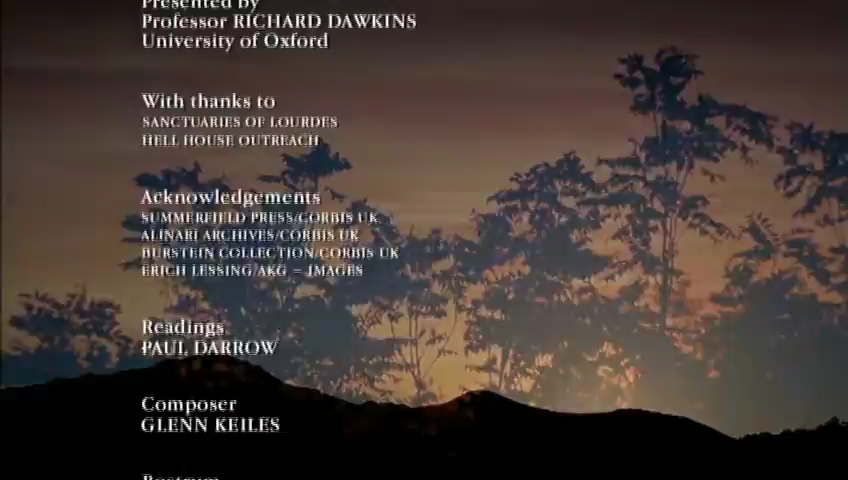 Presented by
Professor RICHARD DAWKINS
University of Oxford
With thanks to
SANCTUARIES OF LOURDES
HELL HOUSE OUTREACH
Acknowledgements
SUMMERFIELD PRESS/CORBIS UK
ALINARI ARCHIVES/CORBIS UK
BURSTEIN COLLECTION/CORBIS UK
ERICH LESSING/AKG – IMAGES
Readings
PAUL DARROW
Composer
GLENN KEILES
Rostrum